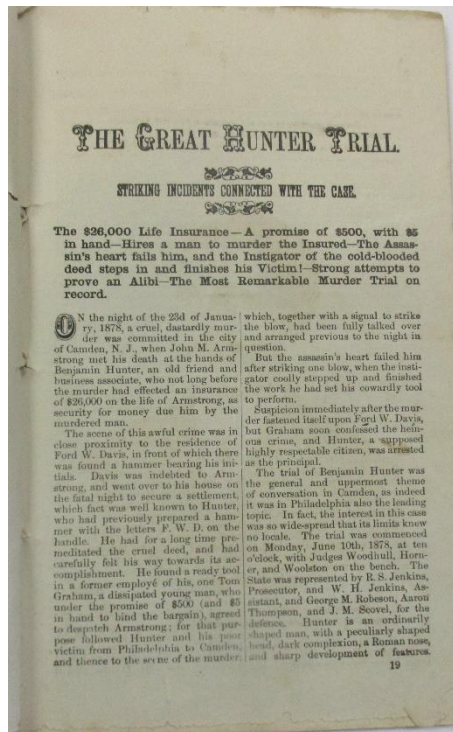 THE GREAT HUNTER TRIAL.
STRIKING INCIDENTS CONNECTED WITH THE CASE.
The $26,000 Life Insurance—A promise of $500, with $5
in hand—Hires a man to murder the Insured—The Assas-
sin's heart fails him, and the Instigator of the cold-blooded
deed steps in and finishes his Victim!—Strong attempts to
prove an Alibi—The Most Remarkable Murder Trial on
record.
ON the night of the 23d of Janua-
ry, 1878, a cruel, dastardly mur-
der was committed in the city
of Camden, N. J., when John M. Arm-
strong met his death at the hands of
Benjamin Hunter, an old friend and
business associate, who not long before
the murder had effected an insurance
of $26,000 on the life of Armstrong, as
security for money due him by the
murdered man.
The scene of this awful crime was in
close proximity to the residence of
Ford W. Davis, in front of which there
was found a hammer bearing his ini-
tials. Davis was indebted to Arm-
strong, and went over to his house on
the fatal night to secure a settlement,
which fact was well known to Hunter,
who had previously prepared a ham-
mer with the letters F. W. D. on the
handle. He had for a long time pre-
meditated the cruel deed, and had
carefully felt his way towards its ac-
complishment. He found a ready tool
in a former employé of his, one Tom
Graham, a dissipated young man, who
under the promise of $500 (and $5
in hand to bind the bargain), agreed
to despatch Armstrong; for that pur-
pose followed Hunter and his poor
victim from Philadelphia to Camden,
and thence to the scene of the murder,
which, together with a signal to strike
the blow, had been fully talked over
and arranged previous to the night in
question.
But the assassin's heart failed him
after striking one blow, when the insti-
gator coolly stepped up and finished
the work he had set his cowardly tool
to perform.
Suspicion immediately after the mur-
der fastened itself upon Ford W. Davis,
but Graham soon confessed the hein-
ous crime, and Hunter, a supposed
highly respectable citizen, was arrested
as the principal.
The trial of Benjamin Hunter was
the general and uppermost theme
of conversation in Camden, as indeed
it was in Philadelphia also the leading
topic. In fact, the interest in this case
was so wide-spread that its limits knew
no locale. The trial was commenced
on Monday, June 10th, 1878, at ten
o'clock, with Judges Woodhull, Horn-
er, and Woolston on the bench. The
State was represented by R. S. Jenkins,
Prosecutor, and W. H. Jenkins, As-
sistant, and George M. Robeson, Aaron
Thompson, and J. M. Scovel, for the
defence. Hunter is an ordinarily
shaped man, with a peculiarly shaped
head, dark complexion, a Roman nose,
and sharp development of features.
19